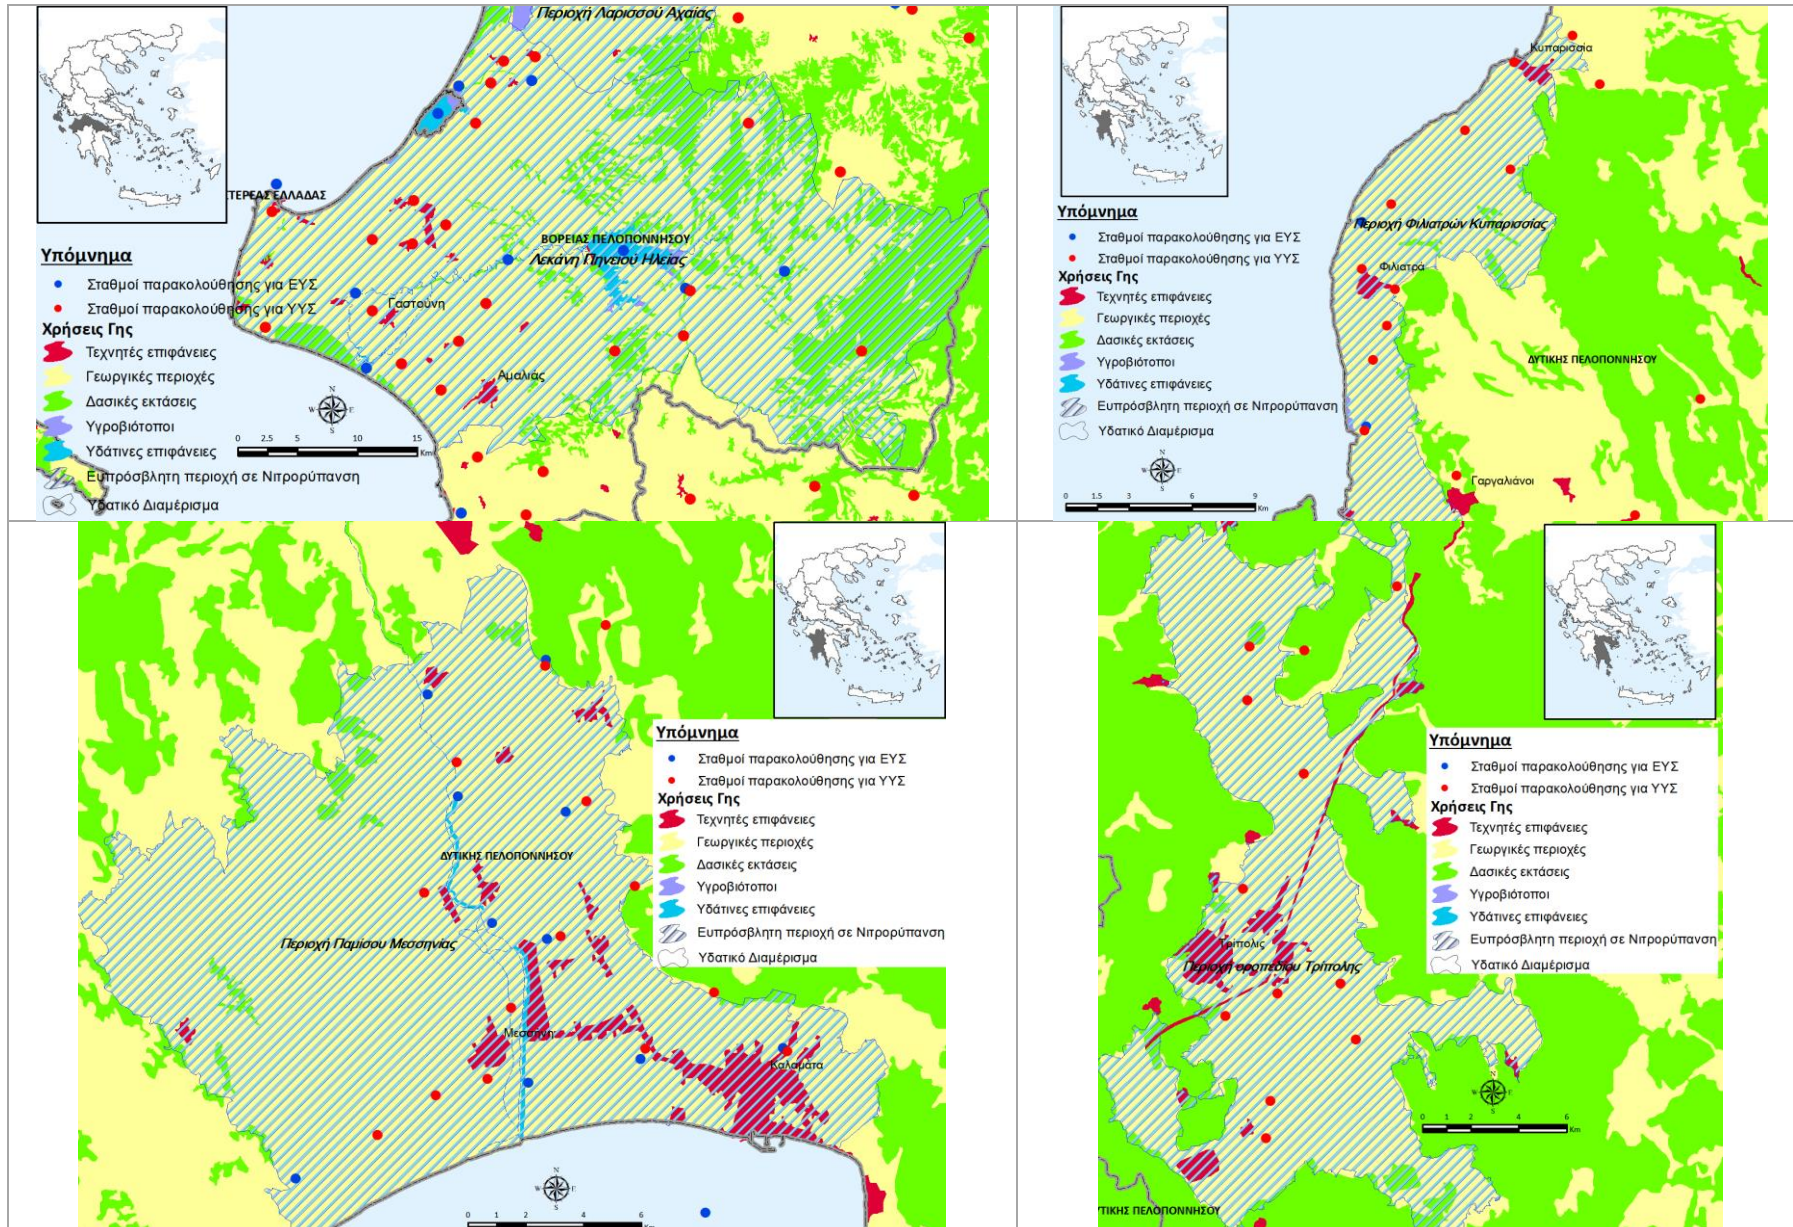 Περιοχή Λαρισσού Αχαίας
ΣΤΕΡΕΑΣ ΕΛΛΑΔΑΣ
ΒΟΡΕΙΑΣ ΠΕΛΟΠΟΝΝΗΣΟΥ
Λεκάνη Πηνειού Ηλείας
Γαστούνη
Αμαλιάς
Υπόμνημα
Σταθμοί παρακολούθησης για ΕΥΣ
Σταθμοί παρακολούθησης για ΥΥΣ
Χρήσεις Γης
Τεχνητές επιφάνειες
Γεωργικές περιοχές
Δασικές εκτάσεις
Υγροβιότοποι
Υδάτινες επιφάνειες
Ευπρόσβλητη περιοχή σε Νιτρορύπανση
Υδατικό Διαμέρισμα
N
W E
S
0 2.5 5 10 15
Km
Κυπαρισσία
Περιοχή Φιλιατρών Κυπαρισσίας
Φιλιατρά
ΔΥΤΙΚΗΣ ΠΕΛΟΠΟΝΝΗΣΟΥ
Γαργαλιάνοι
Υπόμνημα
Σταθμοί παρακολούθησης για ΕΥΣ
Σταθμοί παρακολούθησης για ΥΥΣ
Χρήσεις Γης
Τεχνητές επιφάνειες
Γεωργικές περιοχές
Δασικές εκτάσεις
Υγροβιότοποι
Υδάτινες επιφάνειες
Ευπρόσβλητη περιοχή σε Νιτρορύπανση
Υδατικό Διαμέρισμα
N
W E
S
0 1.5 3 6 9
Km
Υπόμνημα
Σταθμοί παρακολούθησης για ΕΥΣ
Σταθμοί παρακολούθησης για ΥΥΣ
Χρήσεις Γης
Τεχνητές επιφάνειες
Γεωργικές περιοχές
Δασικές εκτάσεις
Υγροβιότοποι
Υδάτινες επιφάνειες
Ευπρόσβλητη περιοχή σε Νιτρορύπανση
Υδατικό Διαμέρισμα
ΔΥΤΙΚΗΣ ΠΕΛΟΠΟΝΝΗΣΟΥ
Περιοχή Παμίσου Μεσσηνίας
Μεσσήνη
Καλαμάτα
N
W E
S
0 1 2 4 6
Km
Υπόμνημα
Σταθμοί παρακολούθησης για ΕΥΣ
Σταθμοί παρακολούθησης για ΥΥΣ
Χρήσεις Γης
Τεχνητές επιφάνειες
Γεωργικές περιοχές
Δασικές εκτάσεις
Υγροβιότοποι
Υδάτινες επιφάνειες
Ευπρόσβλητη περιοχή σε Νιτρορύπανση
Υδατικό Διαμέρισμα
Τρίπολις
Περιοχή οροπεδίου Τρίπολης
N
W E
S
0 1 2 4 6
Km
ΥΤΙΚΗΣ ΠΕΛΟΠΟΝΝΗΣΟΥ